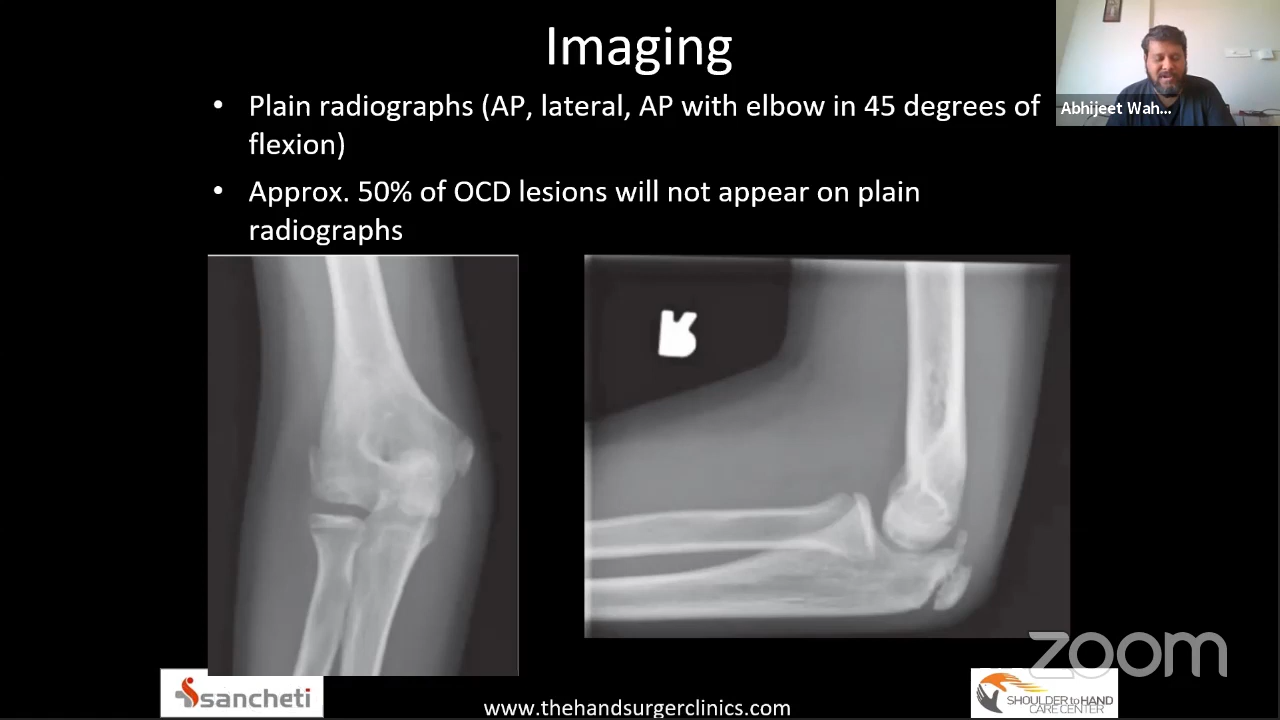 Imaging
• Plain radiographs (AP, lateral, AP with elbow in 45 degrees of
flexion)
• Approx. 50% of OCD lesions will not appear on plain
radiographs
Abhijeet Wah...
R
zoom
sancheti
www.thehandsurgerclinics.com
SHOULDER to HAND
CARE CENTER